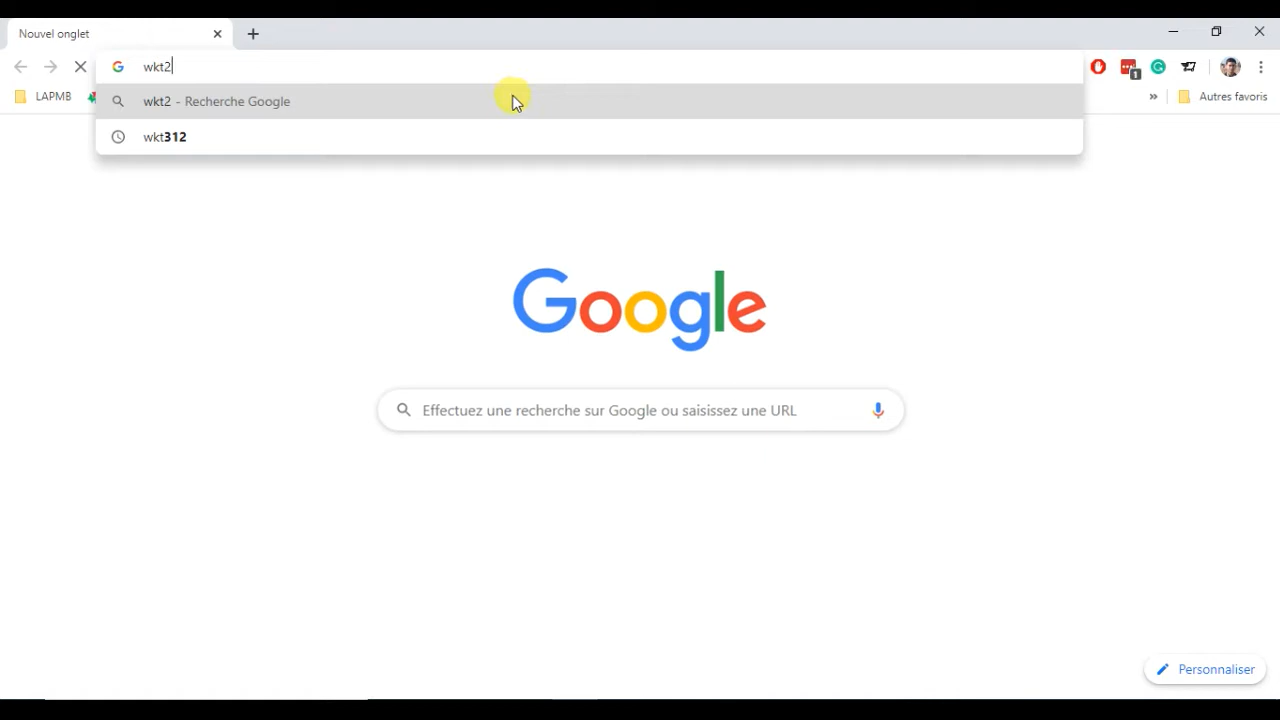 Nouvel onglet
wkt2
wkt2 - Recherche Google
wkt312
LAPMB
1
» Autres favoris
Google
Effectuez une recherche sur Google ou saisissez une URL
Personnaliser